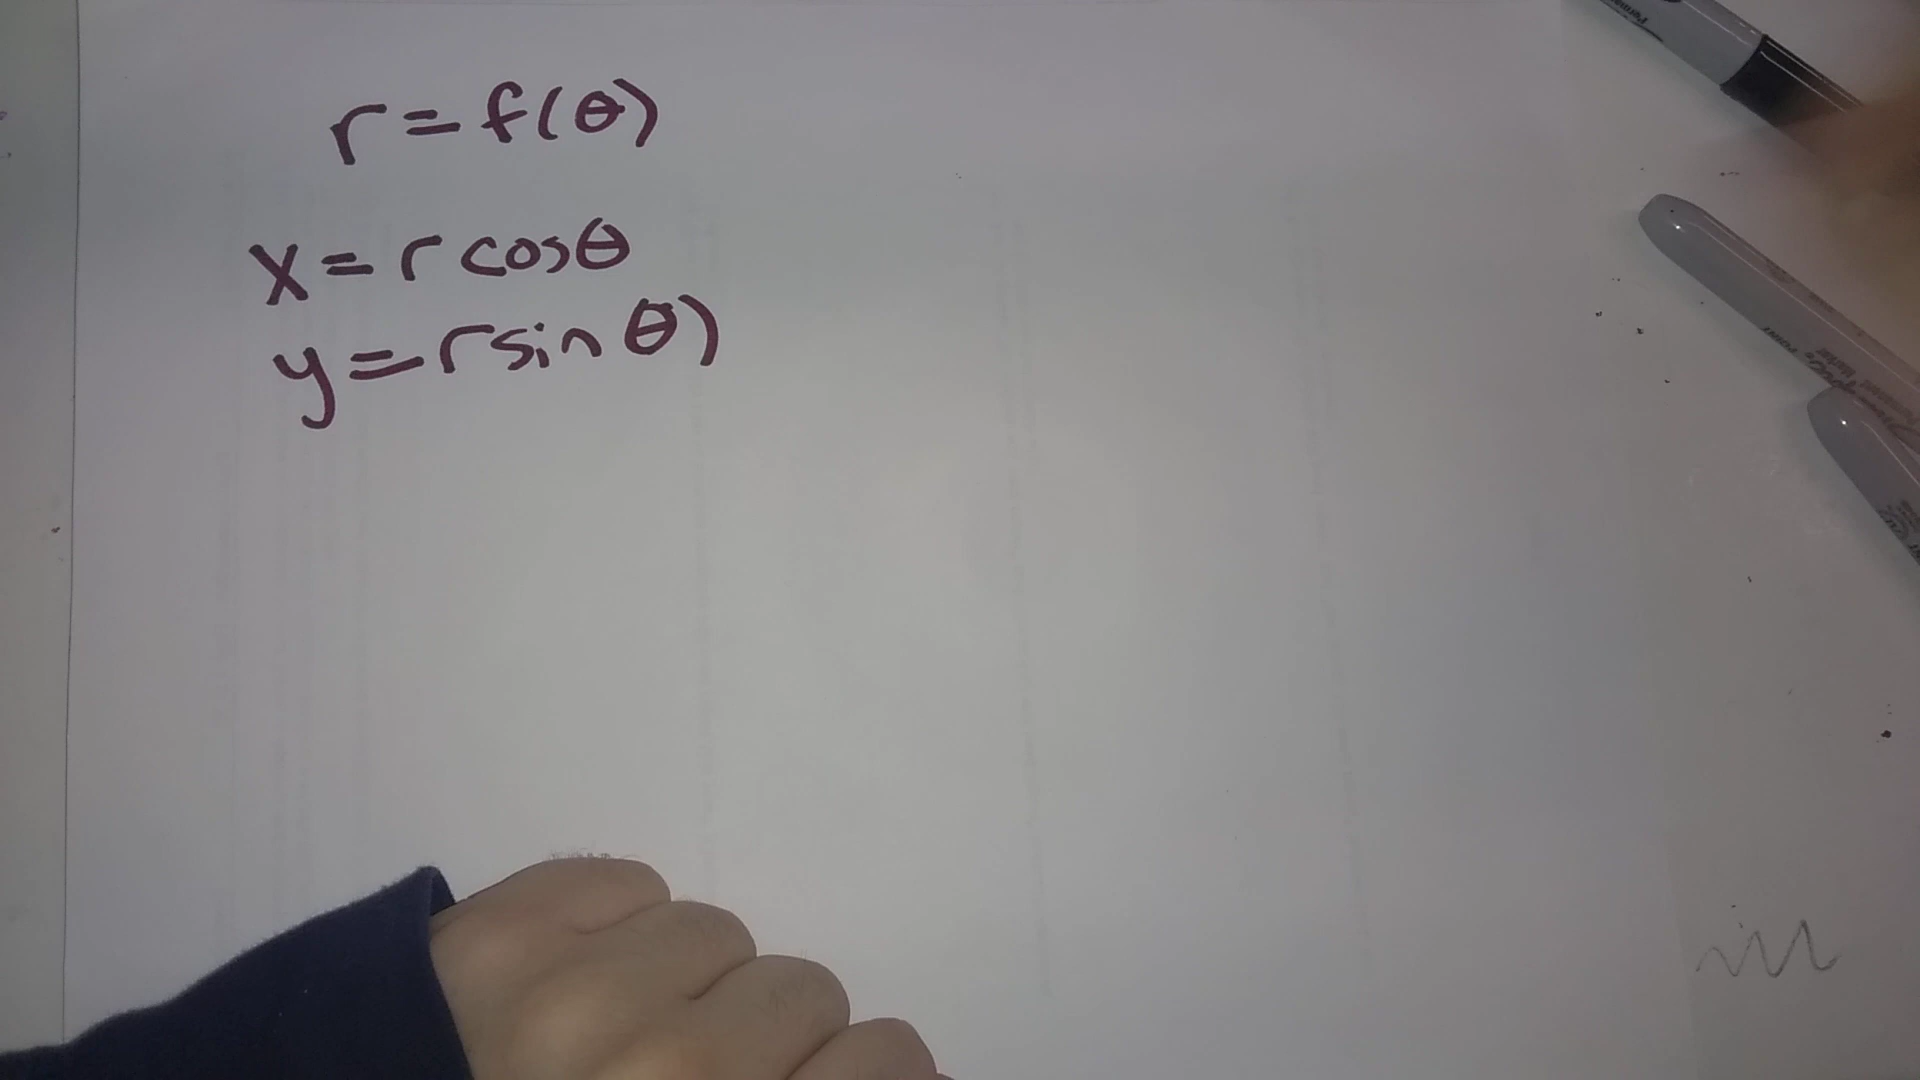 r = f(θ)
x = r cosθ
y = r sin θ)